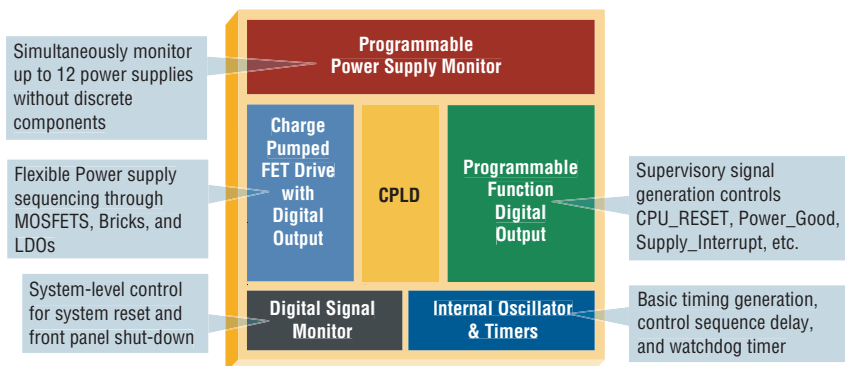 Simultaneously monitor
up to 12 power supplies
without discrete
components
Programmable
Power Supply Monitor
Flexible Power supply
sequencing through
MOSFETS, Bricks, and
LDOs
Charge
Pumped
FET Drive
with
Digital
Output
CPLD
Programmable
Function
Digital
Output
Supervisory signal
generation controls
CPU_RESET, Power_Good,
Supply_Interrupt, etc.
System-level control
for system reset and
front panel shut-down
Digital Signal
Monitor
Internal Oscillator
& Timers
Basic timing generation,
control sequence delay,
and watchdog timer